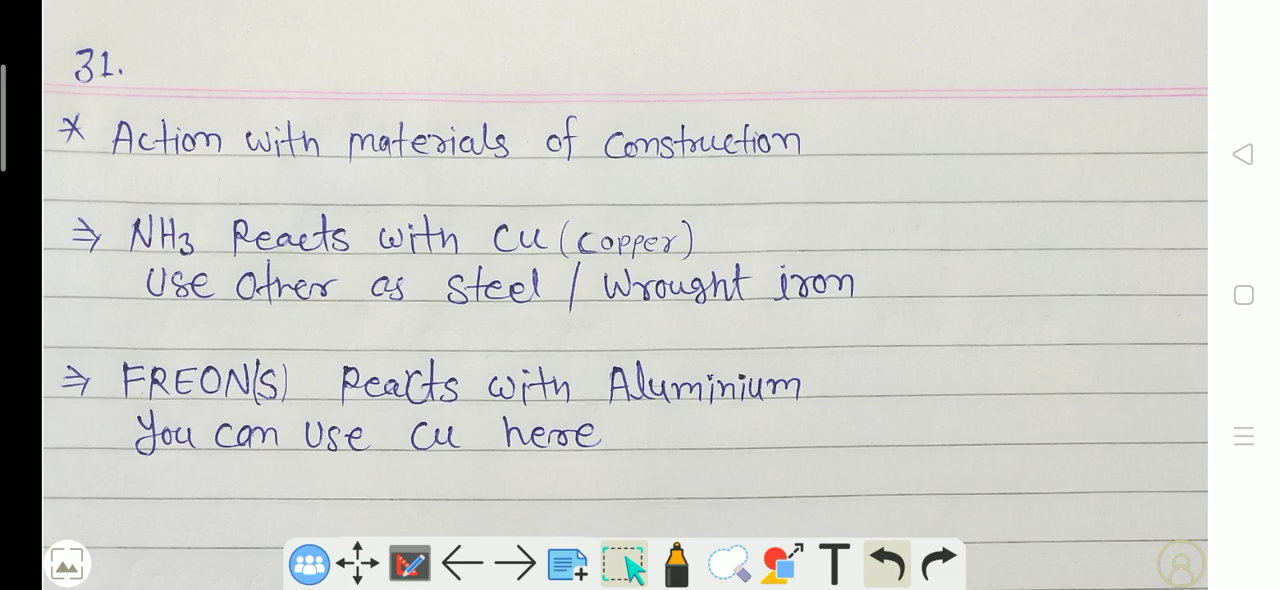 31.
* Action with materials of construction
⇒ NH3 Reacts with Cu (copper)
Use Other as steel / Wrought iron
⇒ FREON(S) Reacts with Aluminium
You can Use Cu here
T